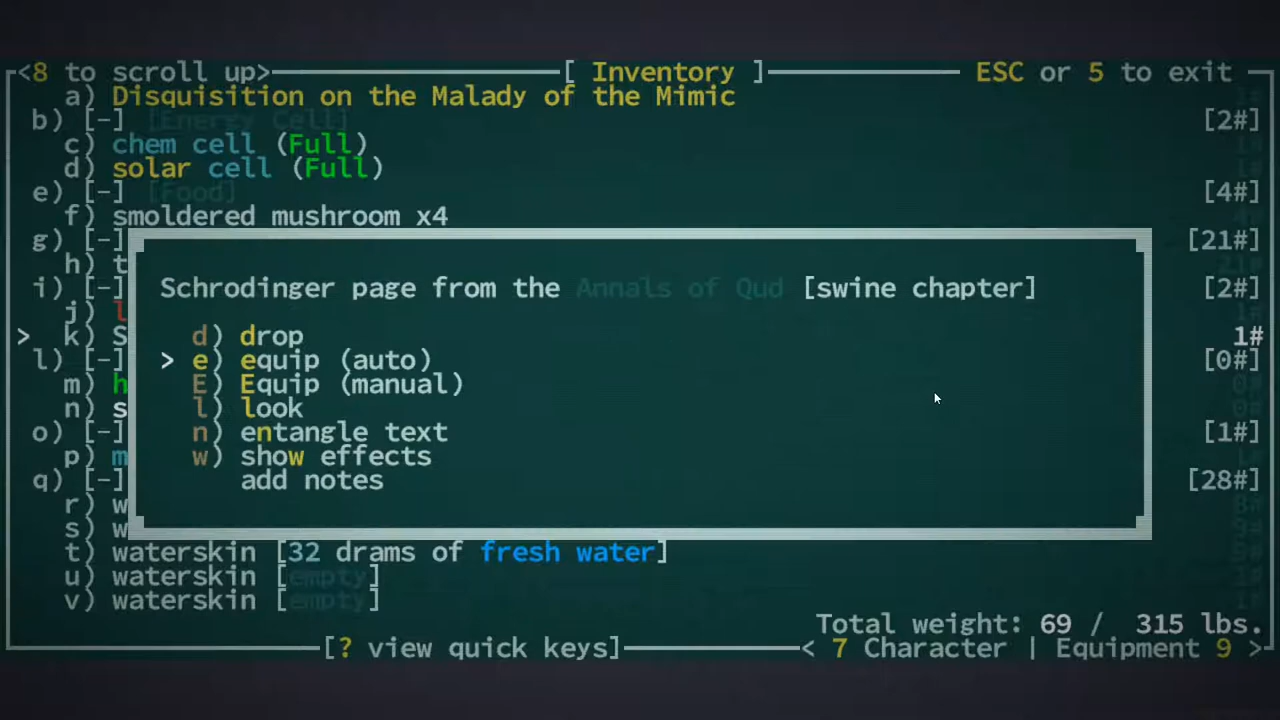 <8 to scroll up> [ Inventory ] ESC or 5 to exit
a) Disquisition on the Malady of the Mimic
b) [-] [Energy Cell] [2#]
c) chem cell (Full)
d) solar cell (Full)
e) [-] [Food] [4#]
f) smoldered mushroom x4
g) [-] [21#]
h) t
i) [-] [2#]
j) l
> k) S 1#
l) [-] [0#]
m) h
n) s
o) [-] [1#]
p) m
q) [-] [28#]
r) w
s) w
t) waterskin [32 drams of fresh water]
u) waterskin [empty]
v) waterskin [empty]
Schrodinger page from the Annals of Qud [swine chapter]
d) drop
> e) equip (auto)
E) Equip (manual)
l) look
n) entangle text
w) show effects
add notes
Total weight: 69 / 315 lbs.
[? view quick keys] < 7 Character | Equipment 9 >